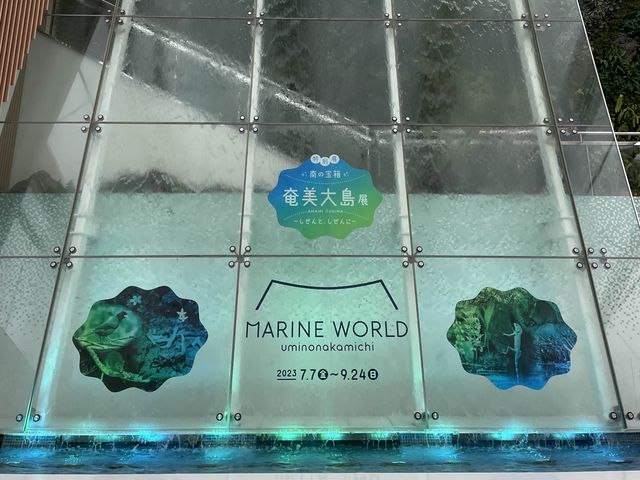 特別展
南の宝箱
奄美大島展
AMAMI OSHIMA
〜しぜんと、しぜんに〜
MARINE WORLD
uminonakamichi
2023 7.7金〜9.24日